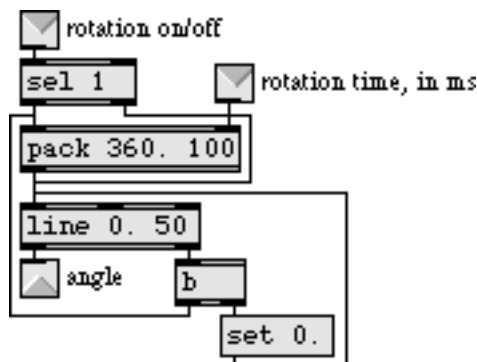 rotation on/off
sel 1
rotation time, in ms
pack 360. 100
line 0. 50
angle
b
set 0.